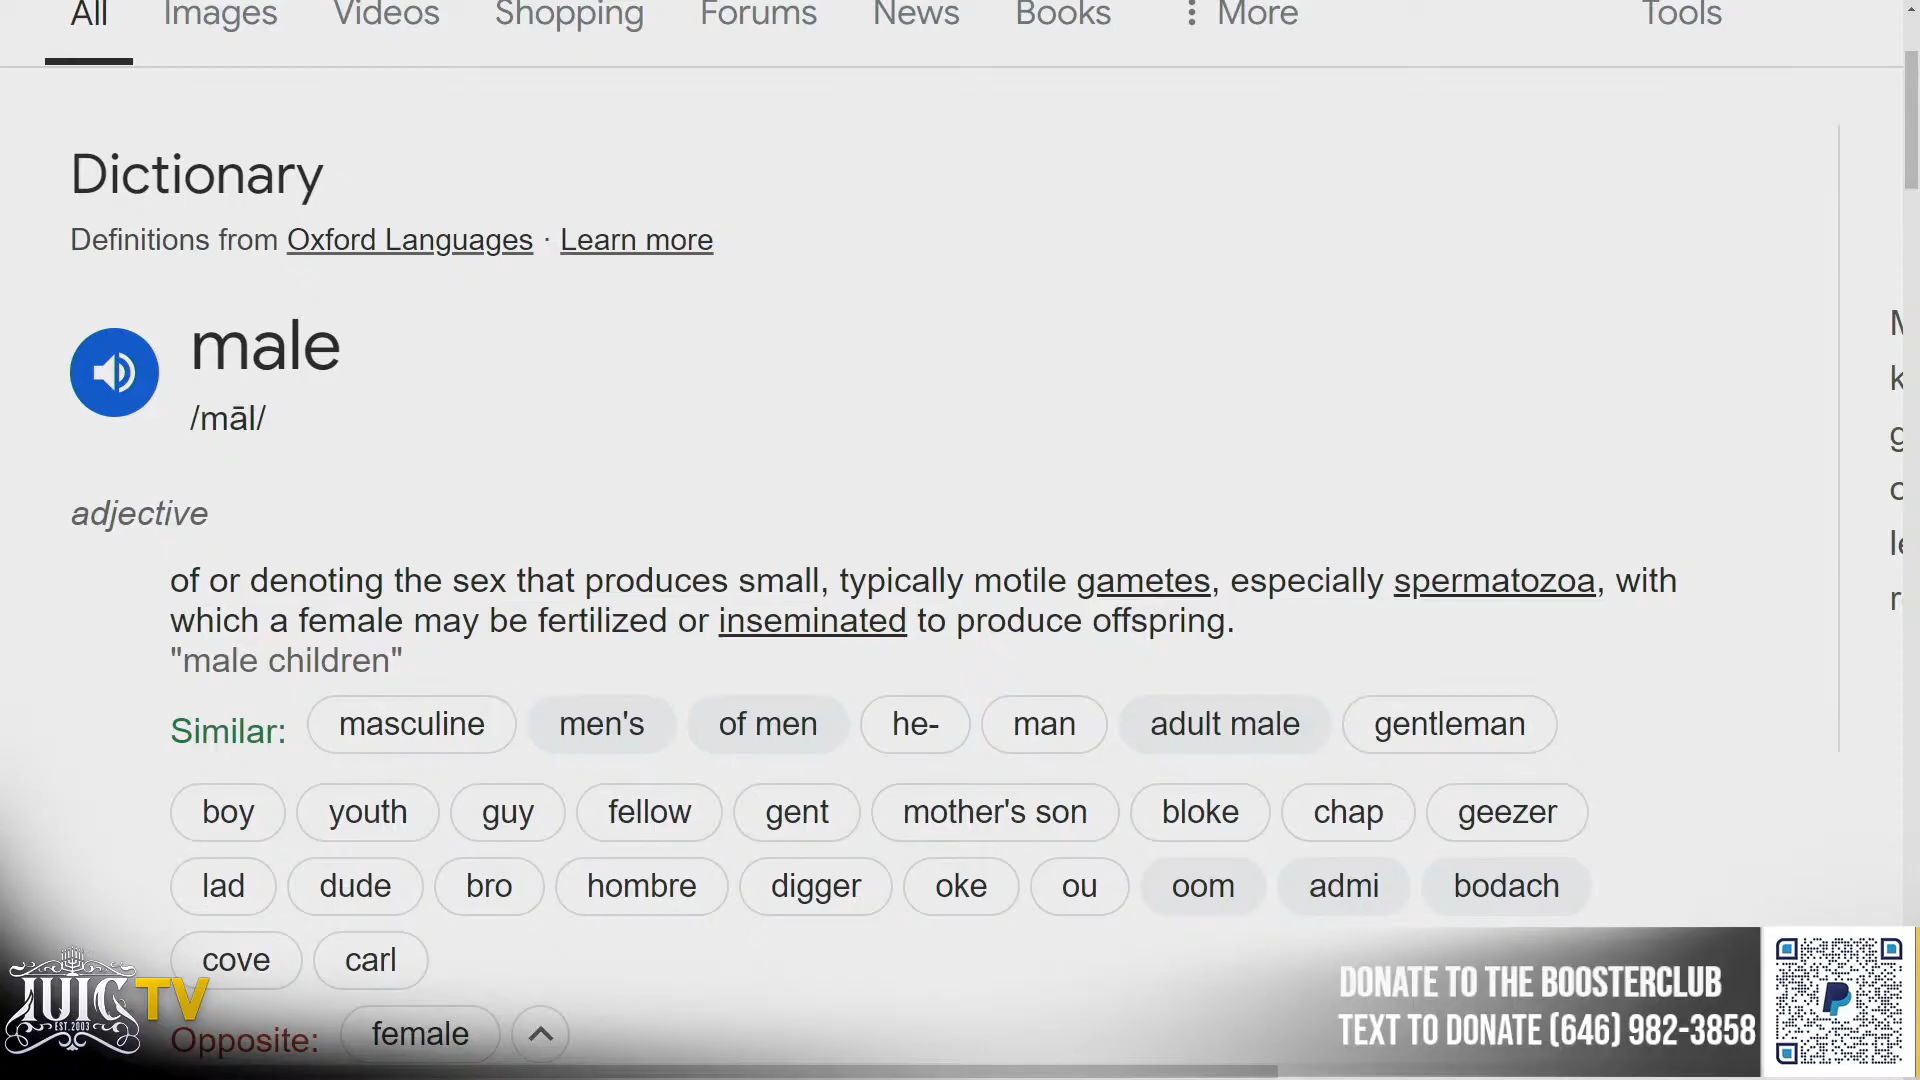 All Images Videos Shopping Forums News Books More Tools
Dictionary
Definitions from Oxford Languages · Learn more
male
/māl/
adjective
of or denoting the sex that produces small, typically motile gametes, especially spermatozoa, with
which a female may be fertilized or inseminated to produce offspring.
"male children"
Similar: masculine men's of men he- man adult male gentleman
boy youth guy fellow gent mother's son bloke chap geezer
lad dude bro hombre digger oke ou oom admi bodach
cove carl
Opposite: female
IUIC TV
EST. 2003
DONATE TO THE BOOSTERCLUB
TEXT TO DONATE (646) 982-3858